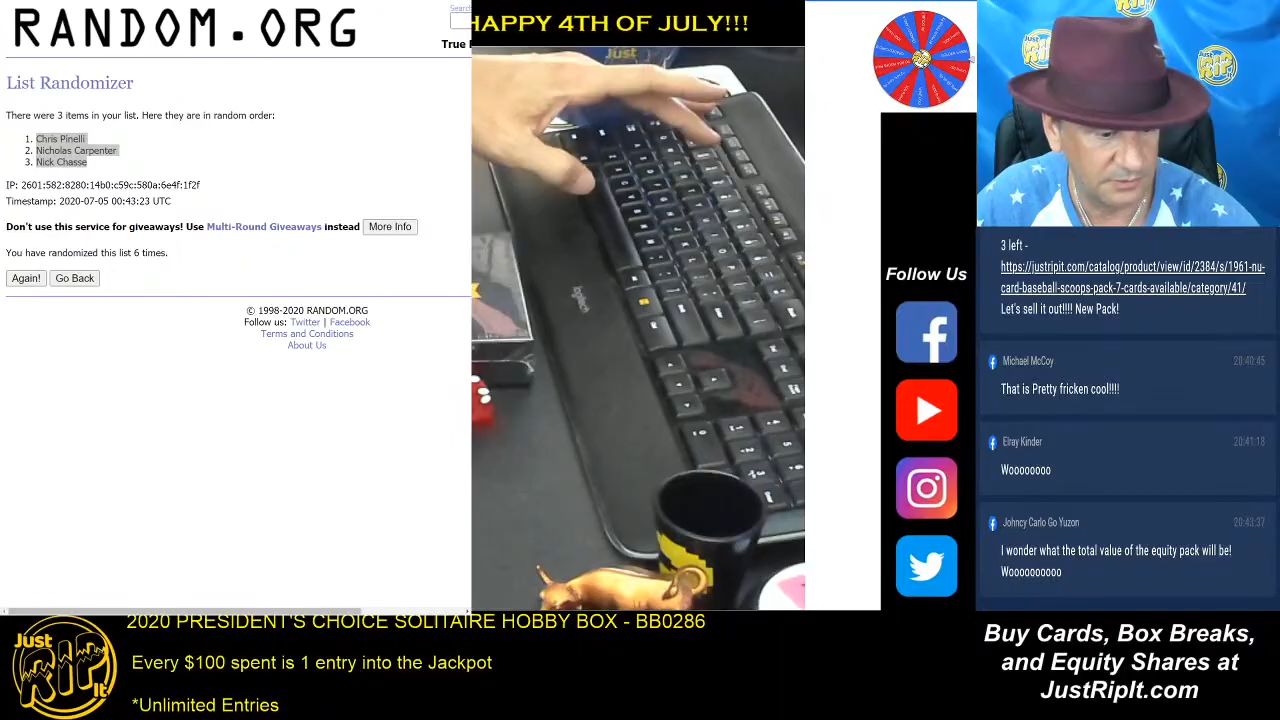 RANDOM.ORG
Search
True
HAPPY 4TH OF JULY!!!
Just
List Randomizer
There were 3 items in your list. Here they are in random order:
1. Chris Pinelli
2. Nicholas Carpenter
3. Nick Chasse
IP: 2601:582:8280:14b0:c59c:580a:6e4f:1f2f
Timestamp: 2020-07-05 00:43:23 UTC
Don't use this service for giveaways! Use Multi-Round Giveaways instead More Info
You have randomized this list 6 times.
Again! Go Back
© 1998-2020 RANDOM.ORG
Follow us: Twitter | Facebook
Terms and Conditions
About Us
logitech
Follow Us
3 left -
https://justripit.com/catalog/product/view/id/2384/s/1961-nu-
card-baseball-scoops-pack-7-cards-available/category/41/
Let's sell it out!!!! New Pack!
Michael McCoy 20:40:45
That is Pretty fricken cool!!!!
Elray Kinder 20:41:18
Woooooooo
Johncy Carlo Go Yuzon 20:43:37
I wonder what the total value of the equity pack will be!
Woooooooooo
Just RIP It
2020 PRESIDENT'S CHOICE SOLITAIRE HOBBY BOX - BB0286
Every $100 spent is 1 entry into the Jackpot
*Unlimited Entries
Buy Cards, Box Breaks,
and Equity Shares at
JustRipIt.com